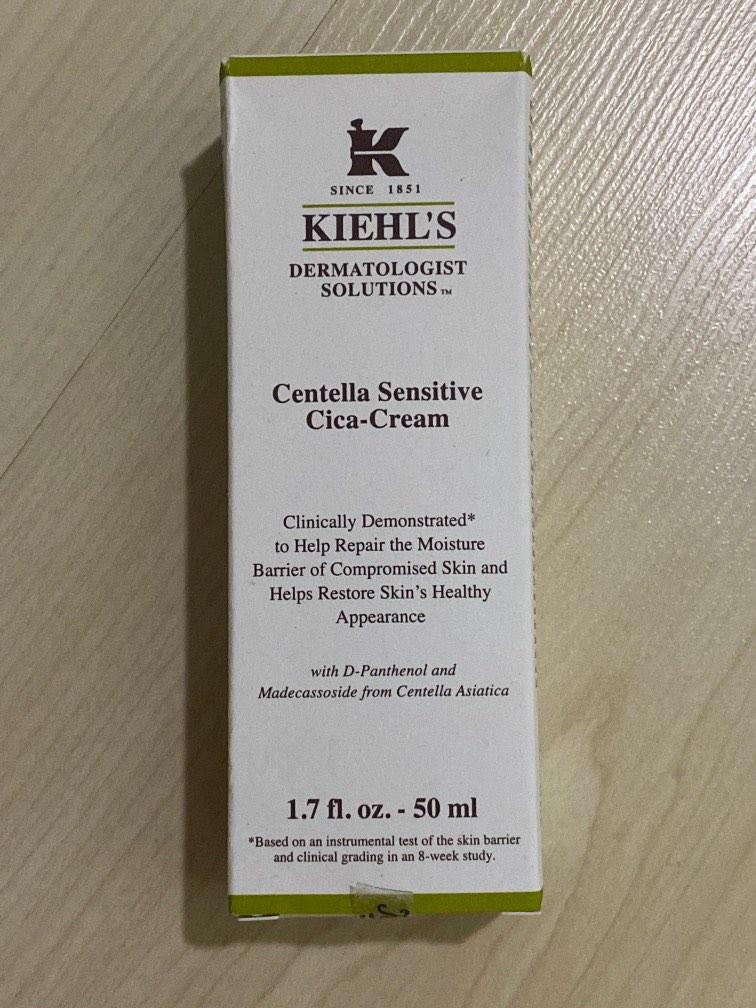 K
SINCE 1851
KIEHL'S
DERMATOLOGIST
SOLUTIONS™
Centella Sensitive
Cica-Cream
Clinically Demonstrated*
to Help Repair the Moisture
Barrier of Compromised Skin and
Helps Restore Skin's Healthy
Appearance
with D-Panthenol and
Madecassoside from Centella Asiatica
1.7 fl. oz. - 50 ml
*Based on an instrumental test of the skin barrier
and clinical grading in an 8-week study.